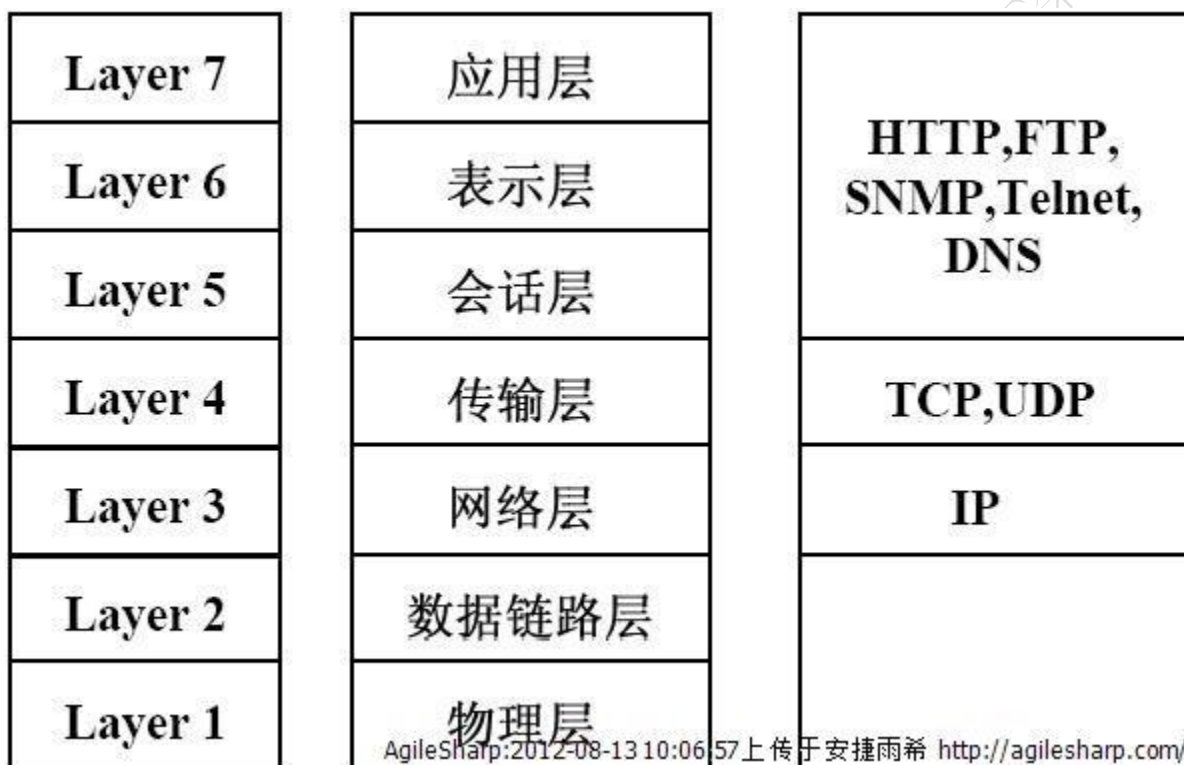 Layer 7
应用层
HTTP,FTP,
SNMP,Telnet,
DNS
Layer 6
表示层
Layer 5
会话层
Layer 4
传输层
TCP,UDP
Layer 3
网络层
IP
Layer 2
数据链路层
Layer 1
物理层
AgileSharp:2012-08-13 10:06:57上传于安捷雨希 http://agilesharp.com/